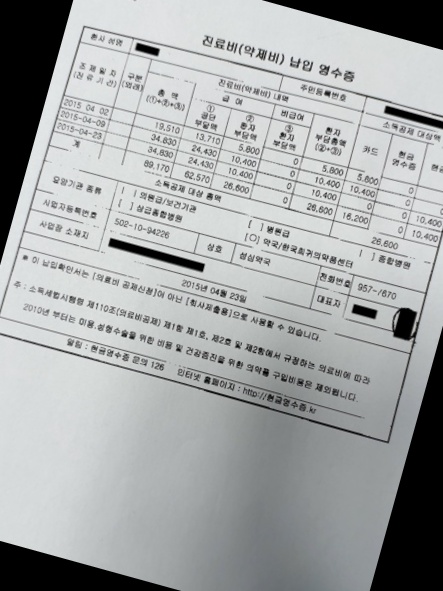 진료비(약제비) 납입 영수증
환자 성명
주민등록번호
진료비(약제비) 내역
소득공제 대상액
조 제 일 자
(진 료 기 간)
구분
(외래)
총 액
(①+②+③)
급 여
비급여
환자
부담총액
(②+③)
카드
현금
영수증
① 공단 부담액
② 환자 부담액
③ 환자 부담액
2015 04 02 19,510 13,710 5,800 0 5,800 5,800 0
2015-04-09 34,830 24,430 10,400 0 10,400 10,400 0
2015-04-23 34,830 24,430 10,400 0 10,400 0 0 10,400
계 89,170 62,570 26,600 0 26,600 16,200 0 10,400
소득공제 대상 총액 26,600
요양기관 종류
[ ] 의원급/보건기관 [ ] 병원급 [ ] 종합병원
[ ] 상급종합병원 [○] 약국/한국희귀의약품센터
사업자등록번호 502-10-94226 상호 성심약국 전화번호 957-/670
사업장 소재지 대표자
2015년 04월 23일
※ 이 납입확인서는 [의료비 공제신청]이 아닌 [회사제출용]으로 사용할 수 있습니다.
주 : 소득세법시행령 제110조(의료비공제) 제1항 제1호, 제2호 및 제2항에서 규정하는 의료비에 따라
2010년 부터는 미용.성형수술을 위한 비용 및 건강증진을 위한 의약품 구입비용은 제외됩니다.
알림 : 현금영수증 문의 126 인터넷 홈페이지 : http://현금영수증.kr